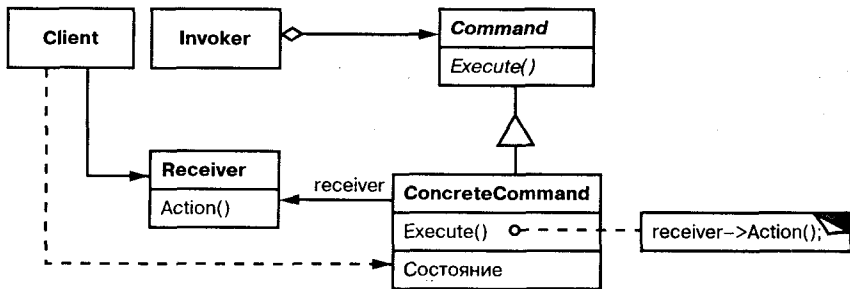 Client
Invoker
Command
Execute()
Receiver
Action()
receiver
ConcreteCommand
Execute()
receiver->Action();
Состояние